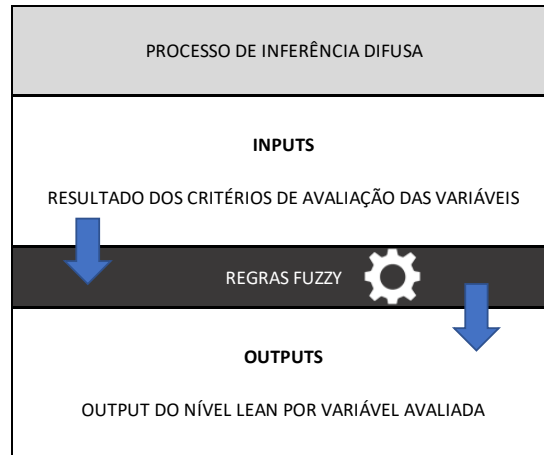 PROCESSO DE INFERÊNCIA DIFUSA
INPUTS
RESULTADO DOS CRITÉRIOS DE AVALIAÇÃO DAS VARIÁVEIS
REGRAS FUZZY
OUTPUTS
OUTPUT DO NÍVEL LEAN POR VARIÁVEL AVALIADA